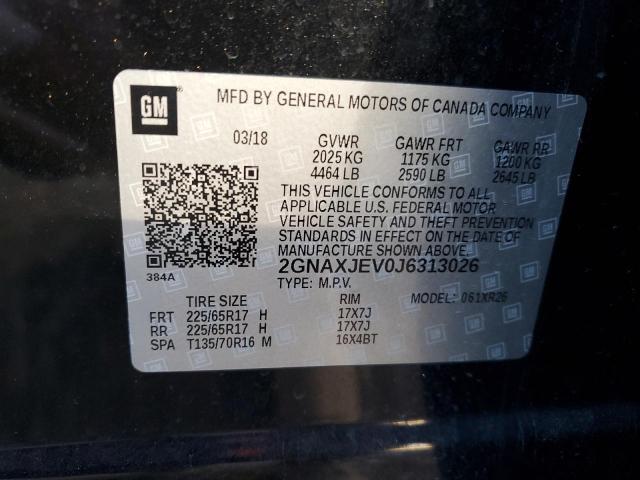 GM
MFD BY GENERAL MOTORS OF CANADA COMPANY
03/18 GVWR GAWR FRT GAWR RR
2025 KG 1175 KG 1200 KG
4464 LB 2590 LB 2645 LB
THIS VEHICLE CONFORMS TO ALL
APPLICABLE U.S. FEDERAL MOTOR
VEHICLE SAFETY AND THEFT PREVENTION
STANDARDS IN EFFECT ON THE DATE OF
MANUFACTURE SHOWN ABOVE.
384A 2GNAXJEV0J6313026
TYPE: M.P.V.
TIRE SIZE RIM MODEL: 061XR26
FRT 225/65R17 H 17X7J
RR 225/65R17 H 17X7J
SPA T135/70R16 M 16X4BT